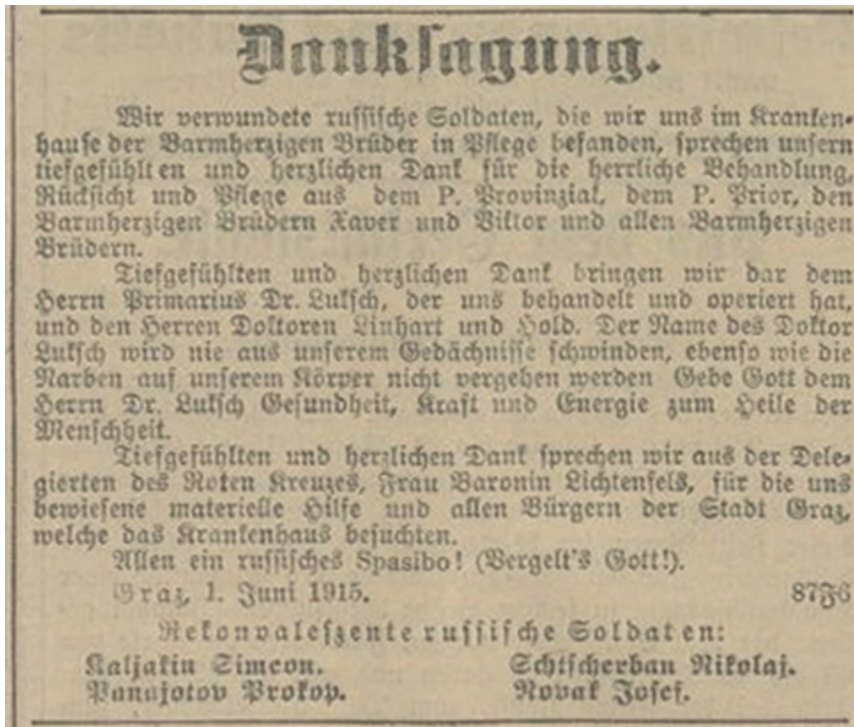 Danksagung.
Wir verwundete russische Soldaten, die wir uns im Kranken-
hause der Barmherzigen Brüder in Pflege befanden, sprechen unsern
tiefgefühlten und herzlichen Dank für die herrliche Behandlung,
Rücksicht und Pflege aus dem P. Provinzial, dem P. Prior, den
Barmherzigen Brüdern Xaver und Viktor und allen Barmherzigen
Brüdern.
Tiefgefühlten und herzlichen Dank bringen wir dar dem
Herrn Primarius Dr. Luksch, der uns behandelt und operiert hat,
und den Herren Doktoren Linhart und Hold. Der Name des Doktor
Luksch wird nie aus unserem Gedächnisse schwinden, ebenso wie die
Narben auf unserem Körper nicht vergehen werden Gebe Gott dem
Herrn Dr. Luksch Gesundheit, Kraft und Energie zum Heile der
Menschheit.
Tiefgefühlten und herzlichen Dank sprechen wir aus der Dele-
gierten des Roten Kreuzes, Frau Baronin Lichtenfels, für die uns
bewiesene materielle Hilfe und allen Bürgern der Stadt Graz,
welche das Krankenhaus besuchten.
Allen ein russisches Spasibo! (Vergelt's Gott!).
Graz, 1. Juni 1915. 87J6
Rekonvaleszente russische Soldaten:
Kaljakin Simeon. Schtscherban Nikolaj.
Panajotov Prokop. Novak Josef.